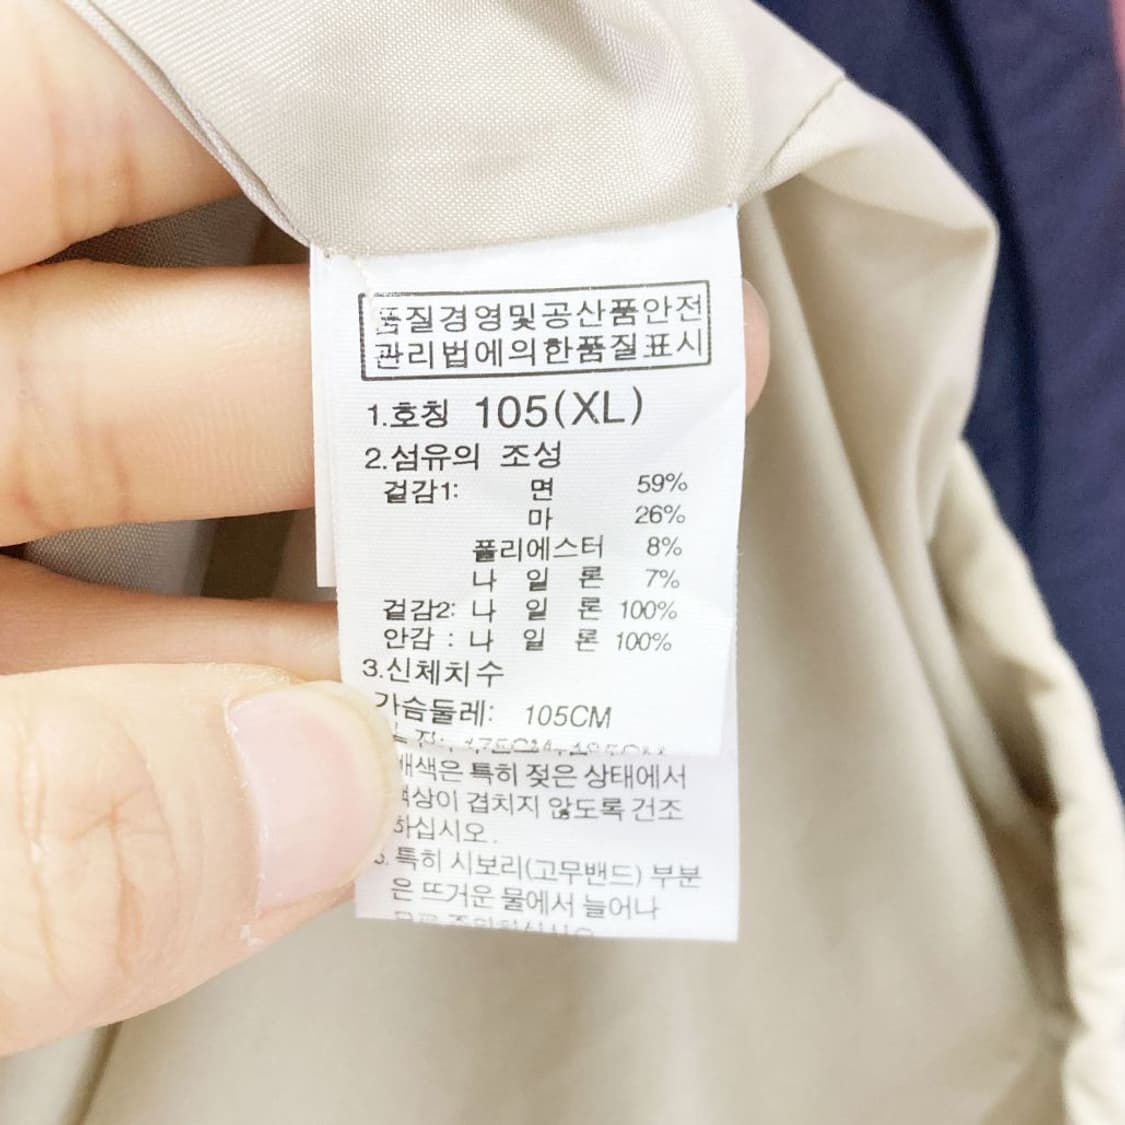 품질경영및공산품안전
관리법에의한품질표시
1.호칭 105(XL)
2.섬유의 조성
겉감1: 면 59%
마 26%
폴리에스터 8%
나 일 론 7%
겉감2: 나 일 론 100%
안감 : 나 일 론 100%
3.신체치수
가슴둘레: 105CM
배색은 특히 젖은 상태에서
색상이 겹치지 않도록 건조
하십시오.
특히 시보리(고무밴드) 부분
은 뜨거운 물에서 늘어나